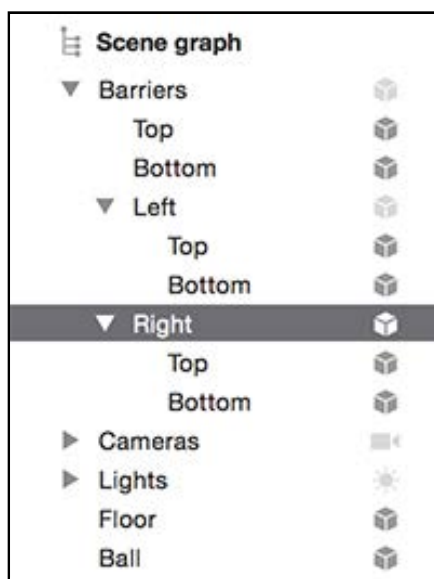 Scene graph
Barriers
Top
Bottom
Left
Top
Bottom
Right
Top
Bottom
Cameras
Lights
Floor
Ball